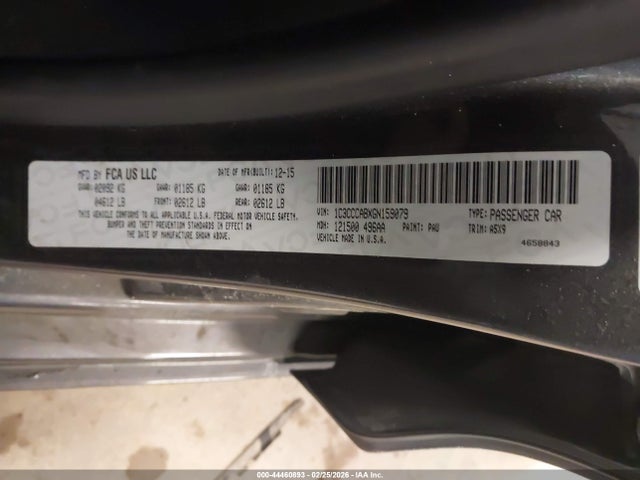 MFD BY FCA US LLC
DATE OF MFR(BUILT): 12-15
GVWR: 02092 KG GAWR: 01185 KG GAWR: 01185 KG
04612 LB FRONT: 02612 LB REAR: 02612 LB
THIS VEHICLE CONFORMS TO ALL APPLICABLE U.S.A. FEDERAL MOTOR VEHICLE SAFETY,
BUMPER AND THEFT PREVENTION STANDARDS IN EFFECT ON
THE DATE OF MANUFACTURE SHOWN ABOVE.
VIN: 1C3CCCABXGN159079 TYPE: PASSENGER CAR
MDH: 121500 496AA PAINT: PAU TRIM: A5X9
VEHICLE MADE IN U.S.A.
4658843
000-44460893 - 02/25/2026 - IAA Inc.